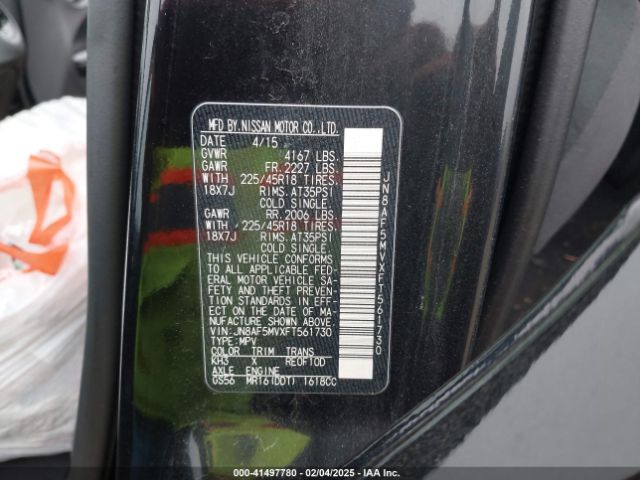 MFD BY.NISSAN MOTOR CO.,LTD.
DATE 4/15
GVWR 4167 LBS.
GAWR FR.2227 LBS.
WITH 225/45R18 TIRES.
18X7J RIMS.AT35PSI
COLD SINGLE.
GAWR RR.2006 LBS.
WITH 225/45R18 TIRES.
18X7J RIMS.AT35PSI
COLD SINGLE.
THIS VEHICLE CONFORMS
TO ALL APPLICABLE FED-
ERAL MOTOR VEHICLE SA-
FETY AND THEFT PREVEN-
TION STANDARDS IN EFF-
ECT ON THE DATE OF MA-
NUFACTURE SHOWN ABOVE.
VIN:JN8AF5MVXFT561730
TYPE:MPV
COLOR TRIM TRANS
KH3 X RE0F10D
AXLE ENGINE
GS56 MR16(DDT) 1618CC
JN8AF5MVXFT561730
000-41497780 - 02/04/2025 - IAA Inc.